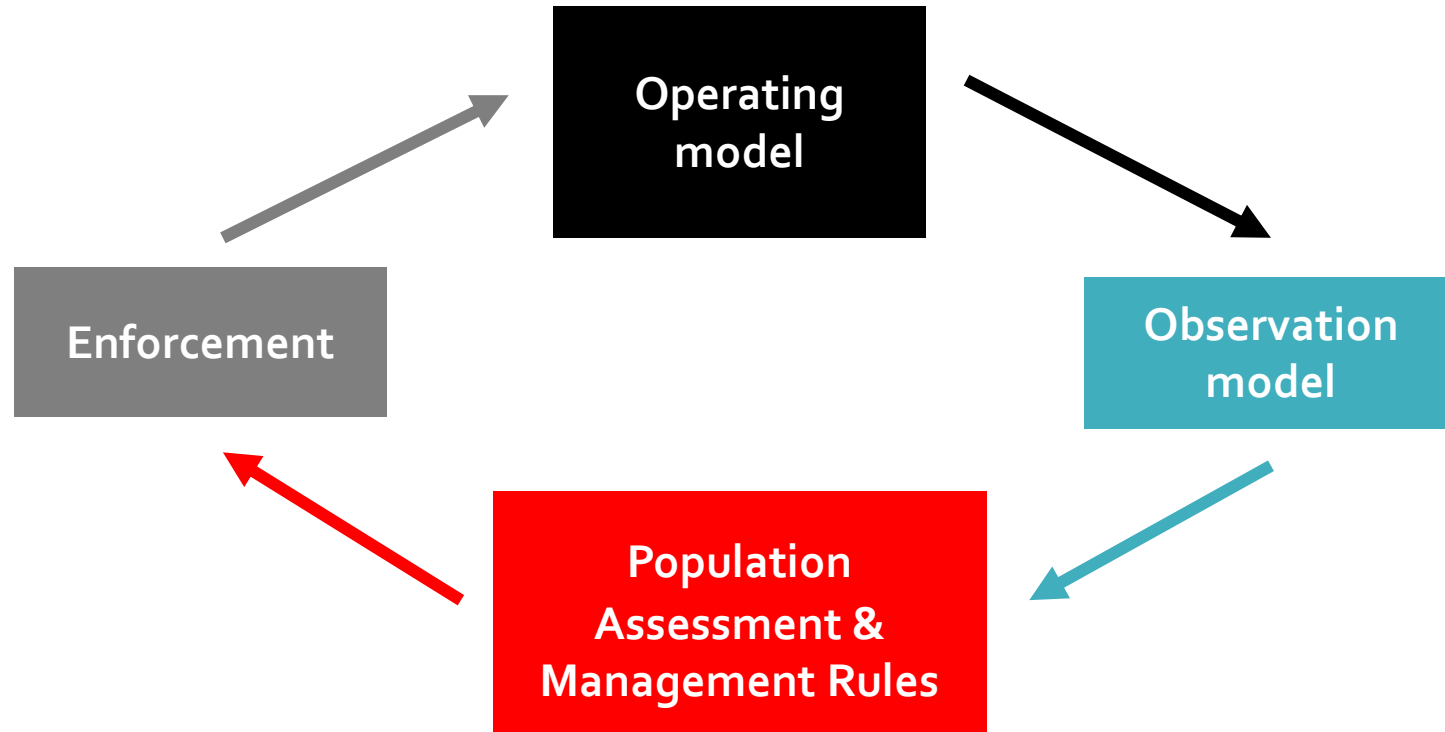 Operating
model
Enforcement
Observation
model
Population
Assessment &
Management Rules